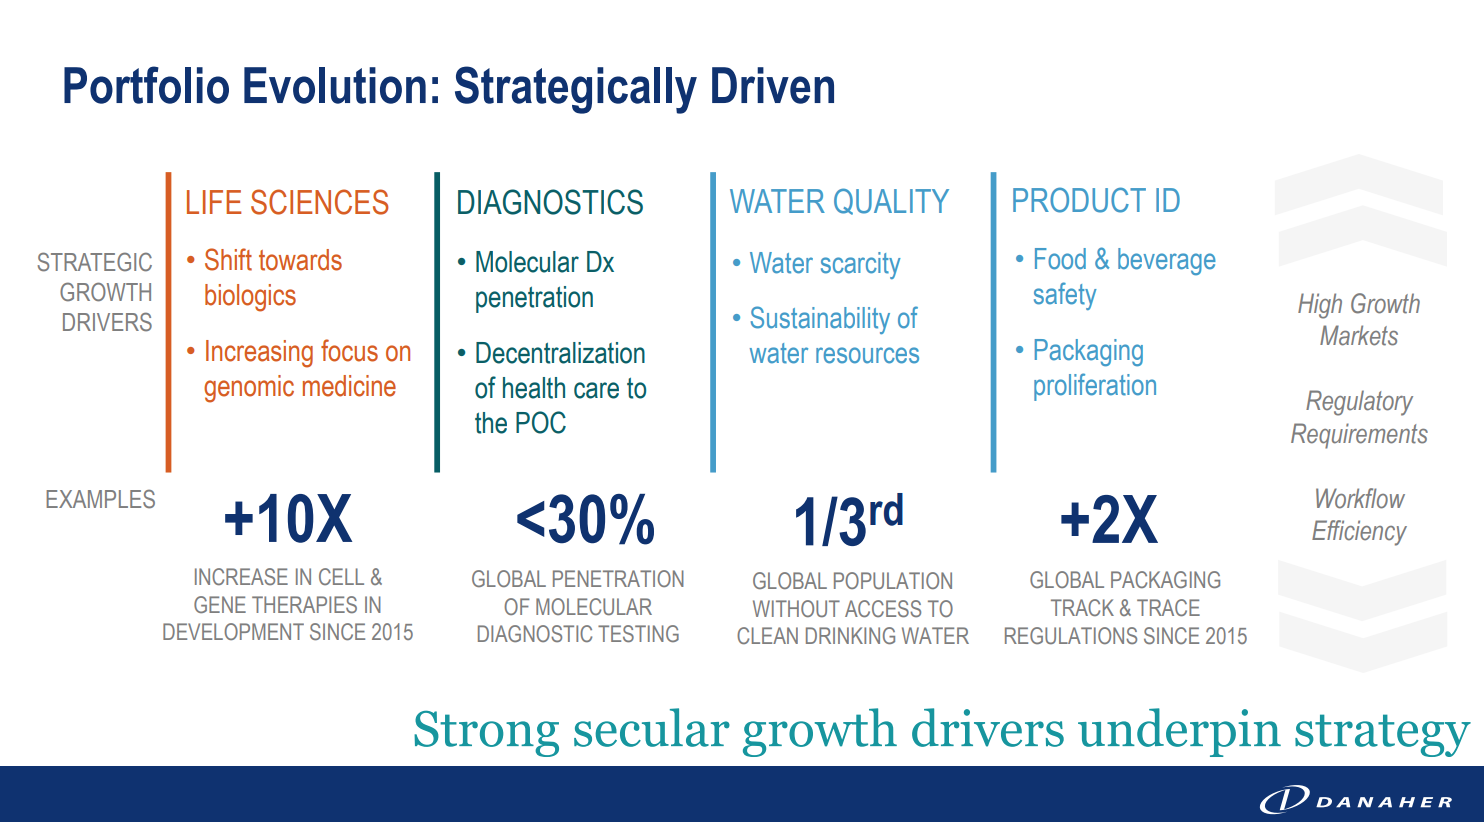 Portfolio Evolution: Strategically Driven
STRATEGIC
GROWTH
DRIVERS
LIFE SCIENCES
• Shift towards
biologics
• Increasing focus on
genomic medicine
DIAGNOSTICS
• Molecular Dx
penetration
• Decentralization
of health care to
the POC
WATER QUALITY
• Water scarcity
• Sustainability of
water resources
PRODUCT ID
• Food & beverage
safety
• Packaging
proliferation
High Growth
Markets
Regulatory
Requirements
Workflow
Efficiency
EXAMPLES
+10X
INCREASE IN CELL &
GENE THERAPIES IN
DEVELOPMENT SINCE 2015
<30%
GLOBAL PENETRATION
OF MOLECULAR
DIAGNOSTIC TESTING
1/3rd
GLOBAL POPULATION
WITHOUT ACCESS TO
CLEAN DRINKING WATER
+2X
GLOBAL PACKAGING
TRACK & TRACE
REGULATIONS SINCE 2015
Strong secular growth drivers underpin strategy
DANAHER